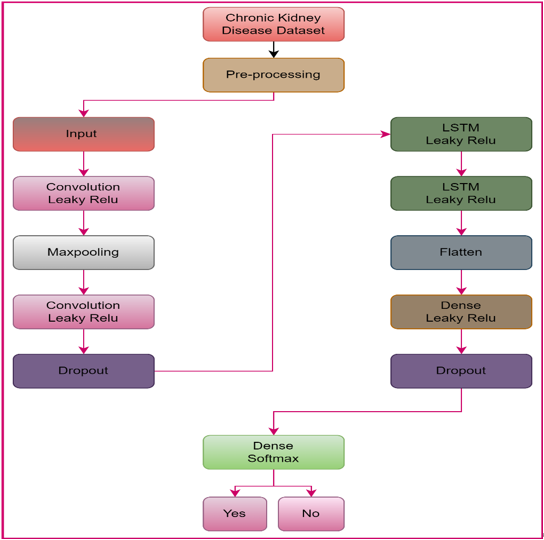 Chronic Kidney
Disease Dataset
Pre-processing
Input
Convolution
Leaky Relu
Maxpooling
Convolution
Leaky Relu
Dropout
LSTM
Leaky Relu
LSTM
Leaky Relu
Flatten
Dense
Leaky Relu
Dropout
Dense
Softmax
Yes
No